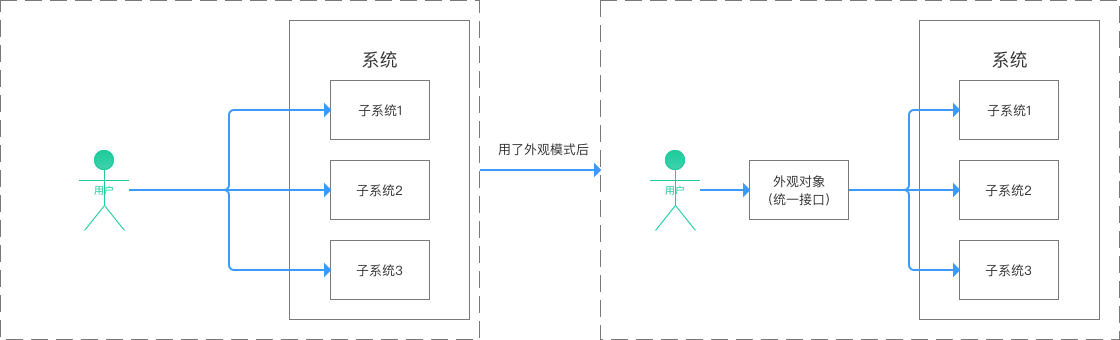 系统
子系统1
用户
子系统2
子系统3
用了外观模式后
系统
子系统1
用户
外观对象
(统一接口)
子系统2
子系统3